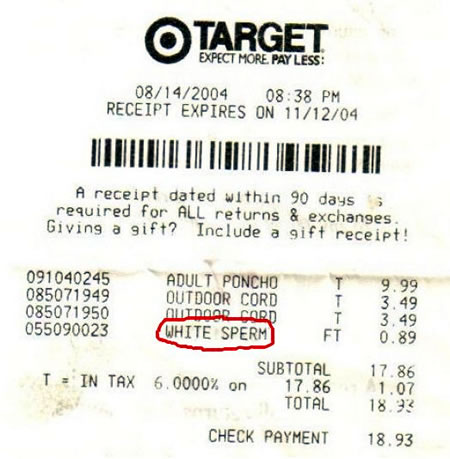 TARGET
EXPECT MORE. PAY LESS:
08/14/2004 08:38 PM
RECEIPT EXPIRES ON 11/12/04
A receipt dated within 90 days is
required for ALL returns & exchanges.
Giving a gift? Include a gift receipt!
091040245 ADULT PONCHO T 9.99
085071949 OUTDOOR CORD T 3.49
085071950 OUTDOOR CORD T 3.49
055090023 WHITE SPERM FT 0.89
SUBTOTAL 17.86
T = IN TAX 6.0000% on 17.86 1.07
TOTAL 18.93
CHECK PAYMENT 18.93